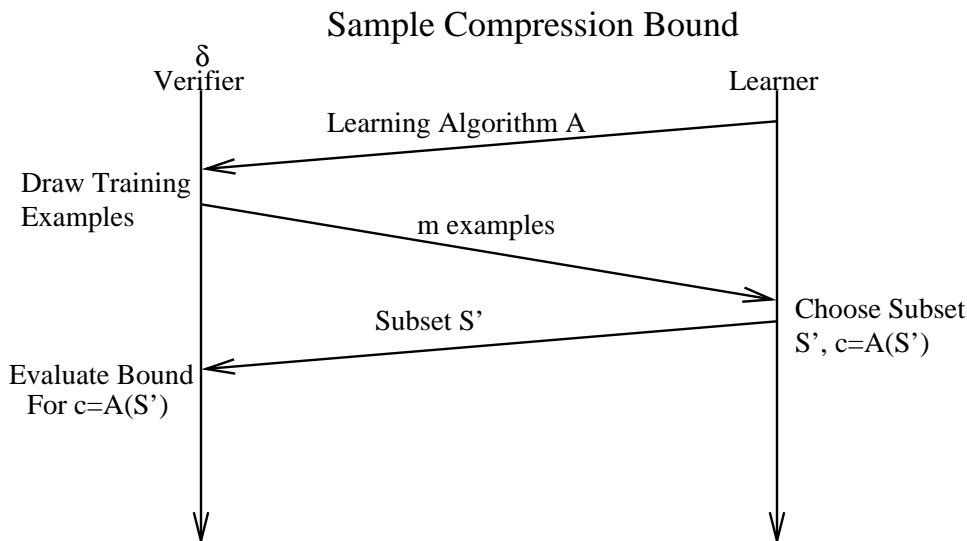 Sample Compression Bound
δ
Verifier
Learner
Learning Algorithm A
Draw Training
Examples
m examples
Choose Subset
S', c=A(S')
Subset S'
Evaluate Bound
For c=A(S')